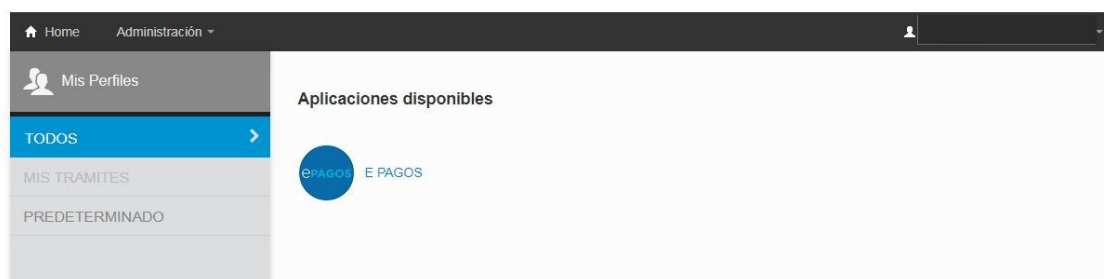 Home Administración
Mis Perfiles
Aplicaciones disponibles
TODOS
MIS TRAMITES
PREDETERMINADO
ePAGOS E PAGOS